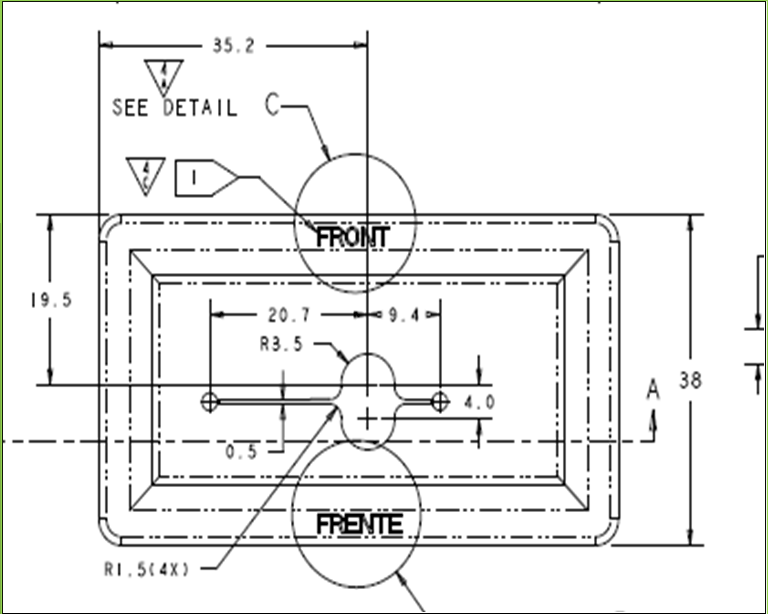 35.2
4
A
SEE DETAIL C
4
C
1
FRONT
19.5
20.7 9.4
R3.5
38
A
4.0
0.5
FRENTE
R1.5(4X)